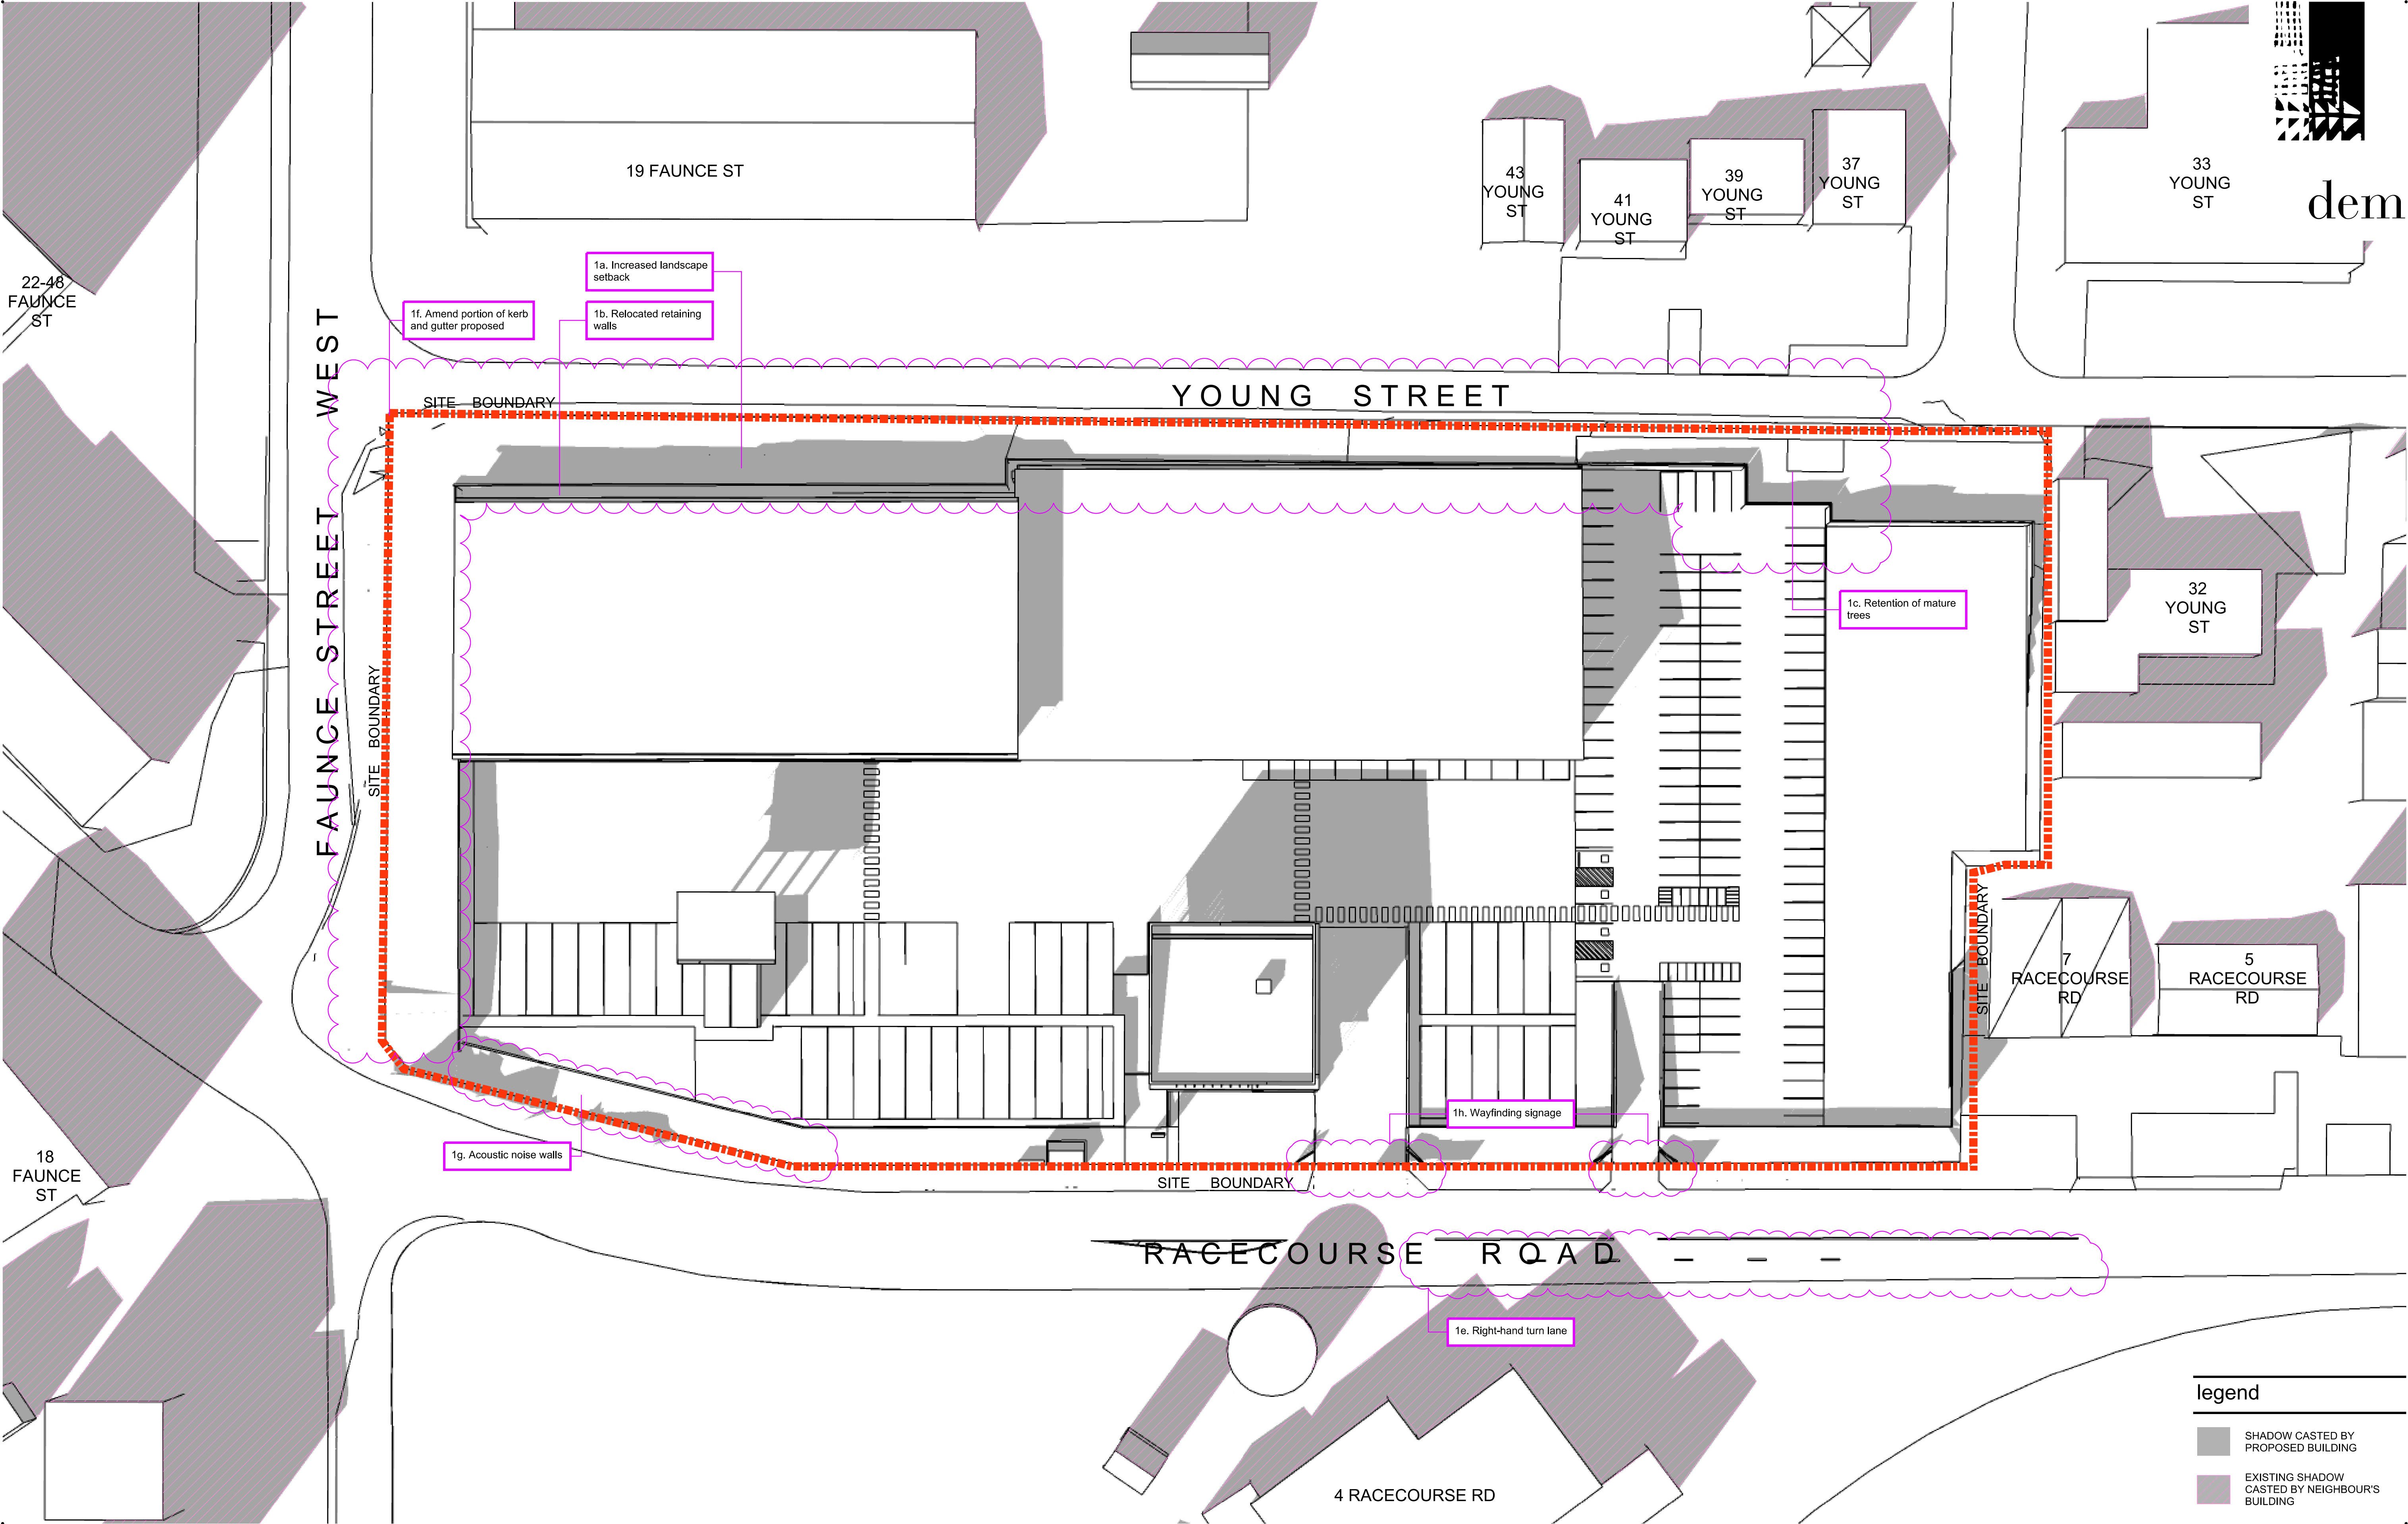 dem
19 FAUNCE ST
43
YOUNG
ST
41
YOUNG
ST
39
YOUNG
ST
37
YOUNG
ST
33
YOUNG
ST
22-48
FAUNCE
ST
1a. Increased landscape
setback
1f. Amend portion of kerb
and gutter proposed
1b. Relocated retaining
walls
YOUNG STREET
SITE BOUNDARY
FAUNCE STREET WEST
SITE BOUNDARY
1c. Retention of mature
trees
32
YOUNG
ST
SITE BOUNDARY
7
RACECOURSE
RD
5
RACECOURSE
RD
1h. Wayfinding signage
1g. Acoustic noise walls
18
FAUNCE
ST
SITE BOUNDARY
RACECOURSE ROAD
1e. Right-hand turn lane
4 RACECOURSE RD
legend
SHADOW CASTED BY
PROPOSED BUILDING
EXISTING SHADOW
CASTED BY NEIGHBOUR'S
BUILDING